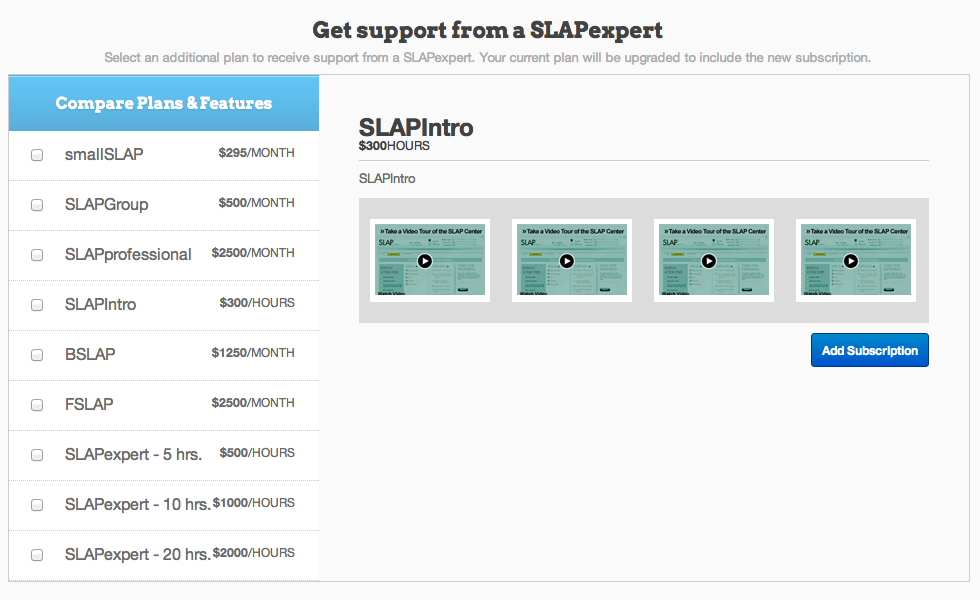 Get support from a SLAPexpert
Select an additional plan to receive support from a SLAPexpert. Your current plan will be upgraded to include the new subscription.
Compare Plans & Features
smallSLAP $295/MONTH
SLAPGroup $500/MONTH
SLAPprofessional $2500/MONTH
SLAPIntro $300/HOURS
BSLAP $1250/MONTH
FSLAP $2500/MONTH
SLAPexpert - 5 hrs. $500/HOURS
SLAPexpert - 10 hrs. $1000/HOURS
SLAPexpert - 20 hrs. $2000/HOURS
SLAPIntro
$300HOURS
SLAPIntro
» Take a Video Tour of the SLAP Center
SLAP
Watch Video
» Take a Video Tour of the SLAP Center
SLAP
Watch Video
» Take a Video Tour of the SLAP Center
SLAP
Watch Video
» Take a Video Tour of the SLAP Center
SLAP
Watch Video
Add Subscription